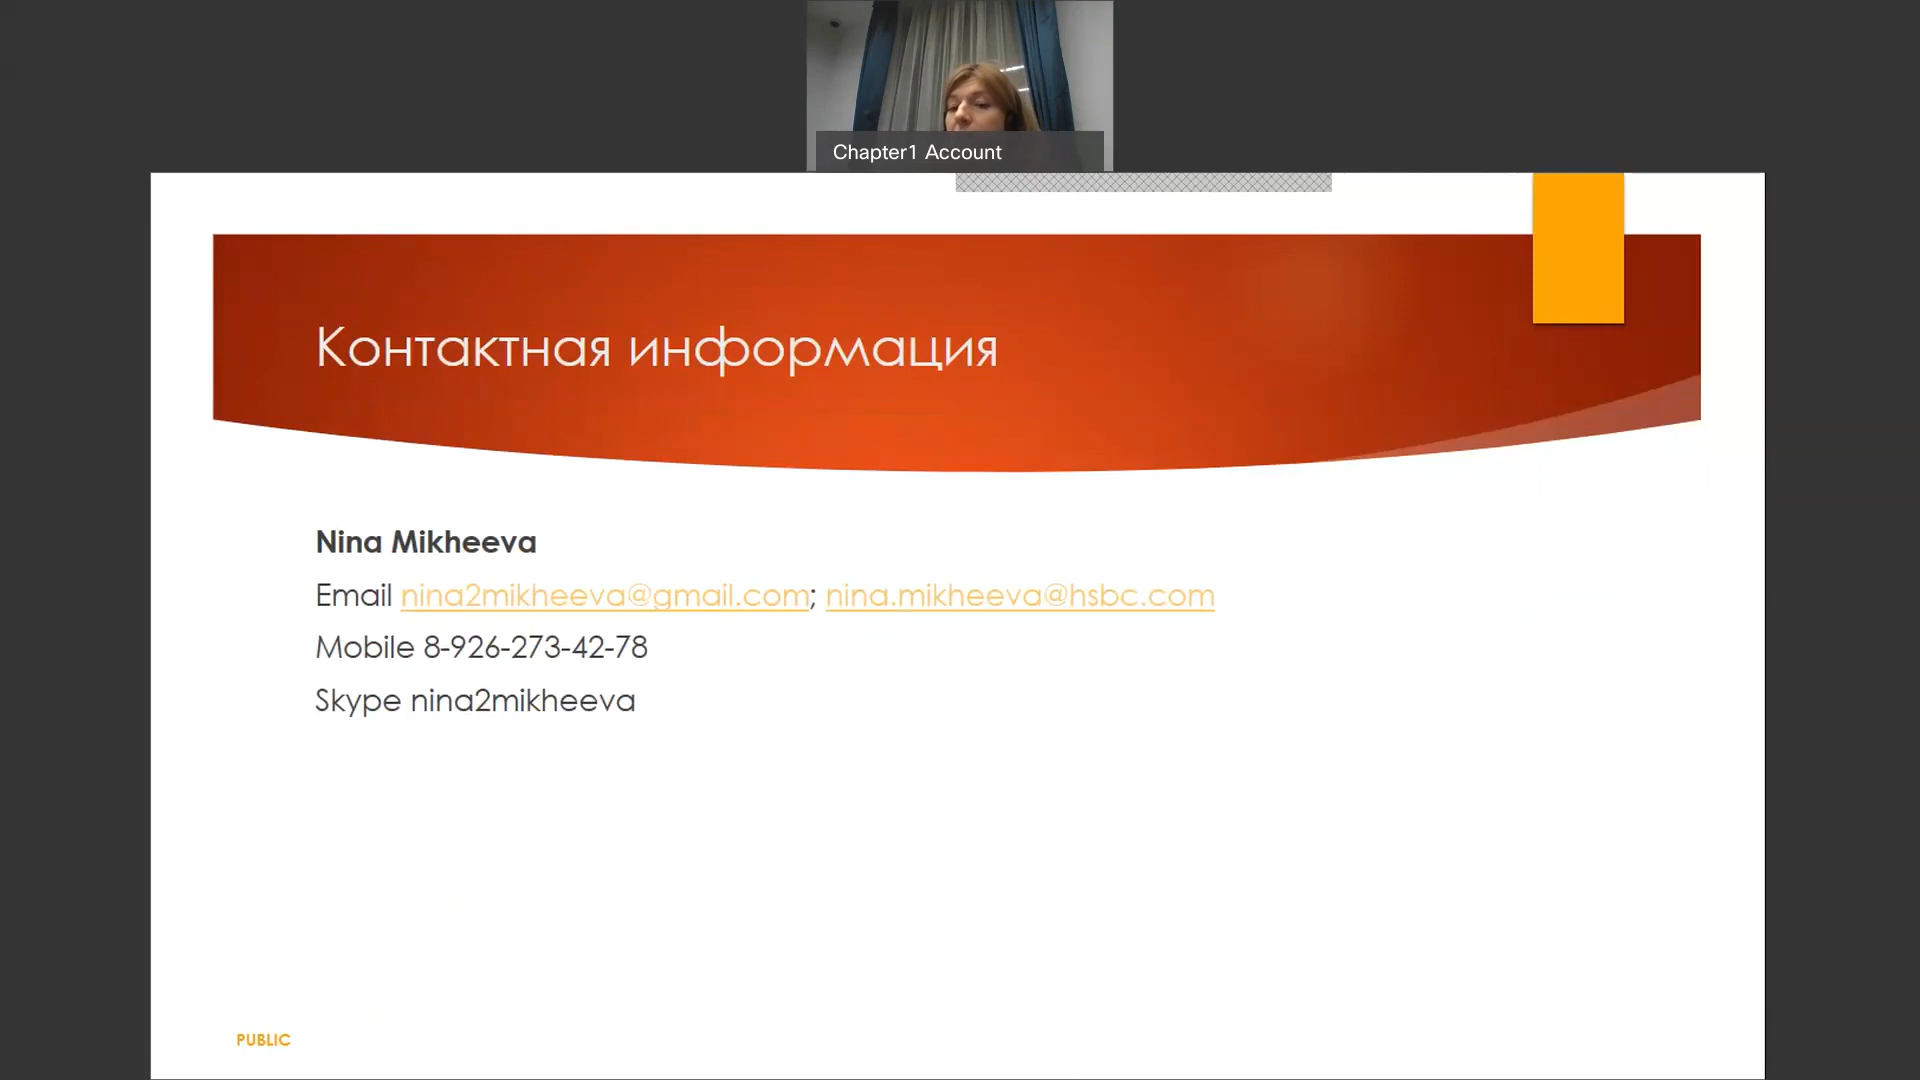 Chapter1 Account
Контактная информация
Nina Mikheeva
Email nina2mikheeva@gmail.com; nina.mikheeva@hsbc.com
Mobile 8-926-273-42-78
Skype nina2mikheeva
PUBLIC